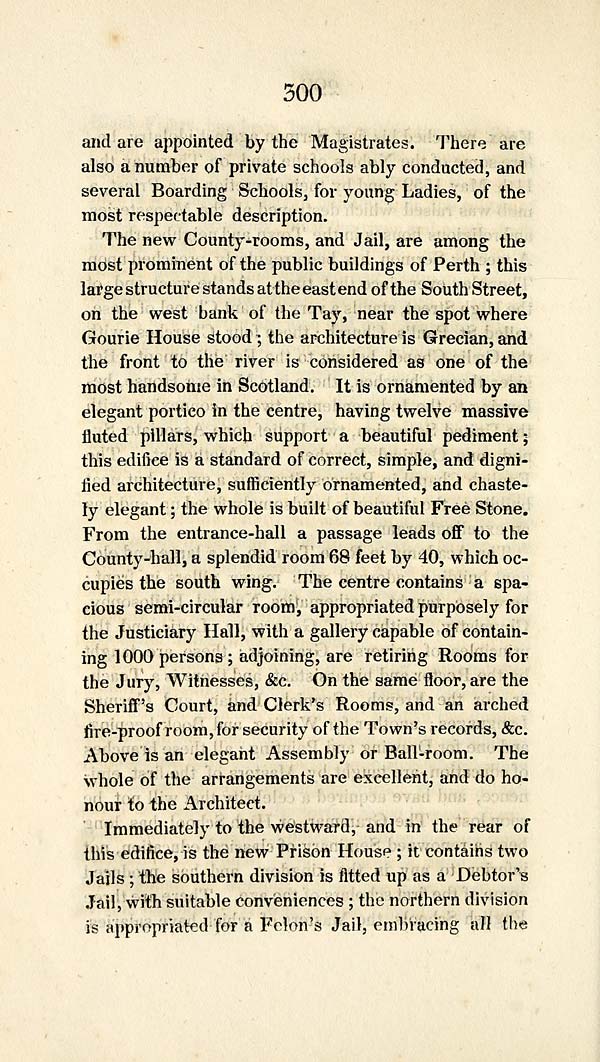 300
and are appointed by the Magistrates. There are
also a number of private schools ably conducted, and
several Boarding Schools, for young Ladies, of the
most respectable description.
The new County-rooms, and Jail, are among the
most prominent of the public buildings of Perth ; this
large structure stands at the east end of the South Street,
on the west bank of the Tay, near the spot where
Gourie House stood ; the architecture is Grecian, and
the front to the river is considered as one of the
most handsome in Scotland. It is ornamented by an
elegant portico in the centre, having twelve massive
fluted pillars, which support a beautiful pediment ;
this edifice is a standard of correct, simple, and digni-
fied architecture, sufficiently ornamented, and chaste-
ly elegant ; the whole is built of beautiful Free Stone.
From the entrance-hall a passage leads off to the
County-hall, a splendid room 68 feet by 40, which oc-
cupies the south wing. The centre contains a spa-
cious semi-circular room, appropriated purposely for
the Justiciary Hall, with a gallery capable of contain-
ing 1000 persons ; adjoining, are retiring Rooms for
the Jury, Witnesses, &c. On the same floor, are the
Sheriff's Court, and Clerk's Rooms, and an arched
fire-proof room, for security of the Town's records, &c.
Above is an elegant Assembly or Ball-room. The
whole of the arrangements are excellent, and do ho-
nour to the Architect.
Immediately to the westward, and in the rear of
this edifice, is the new Prison House ; it contains two
Jails ; the southern division is fitted up as a Debtor's
Jail, with suitable conveniences ; the northern division
is appropriated for a Felon's Jail, embracing all the